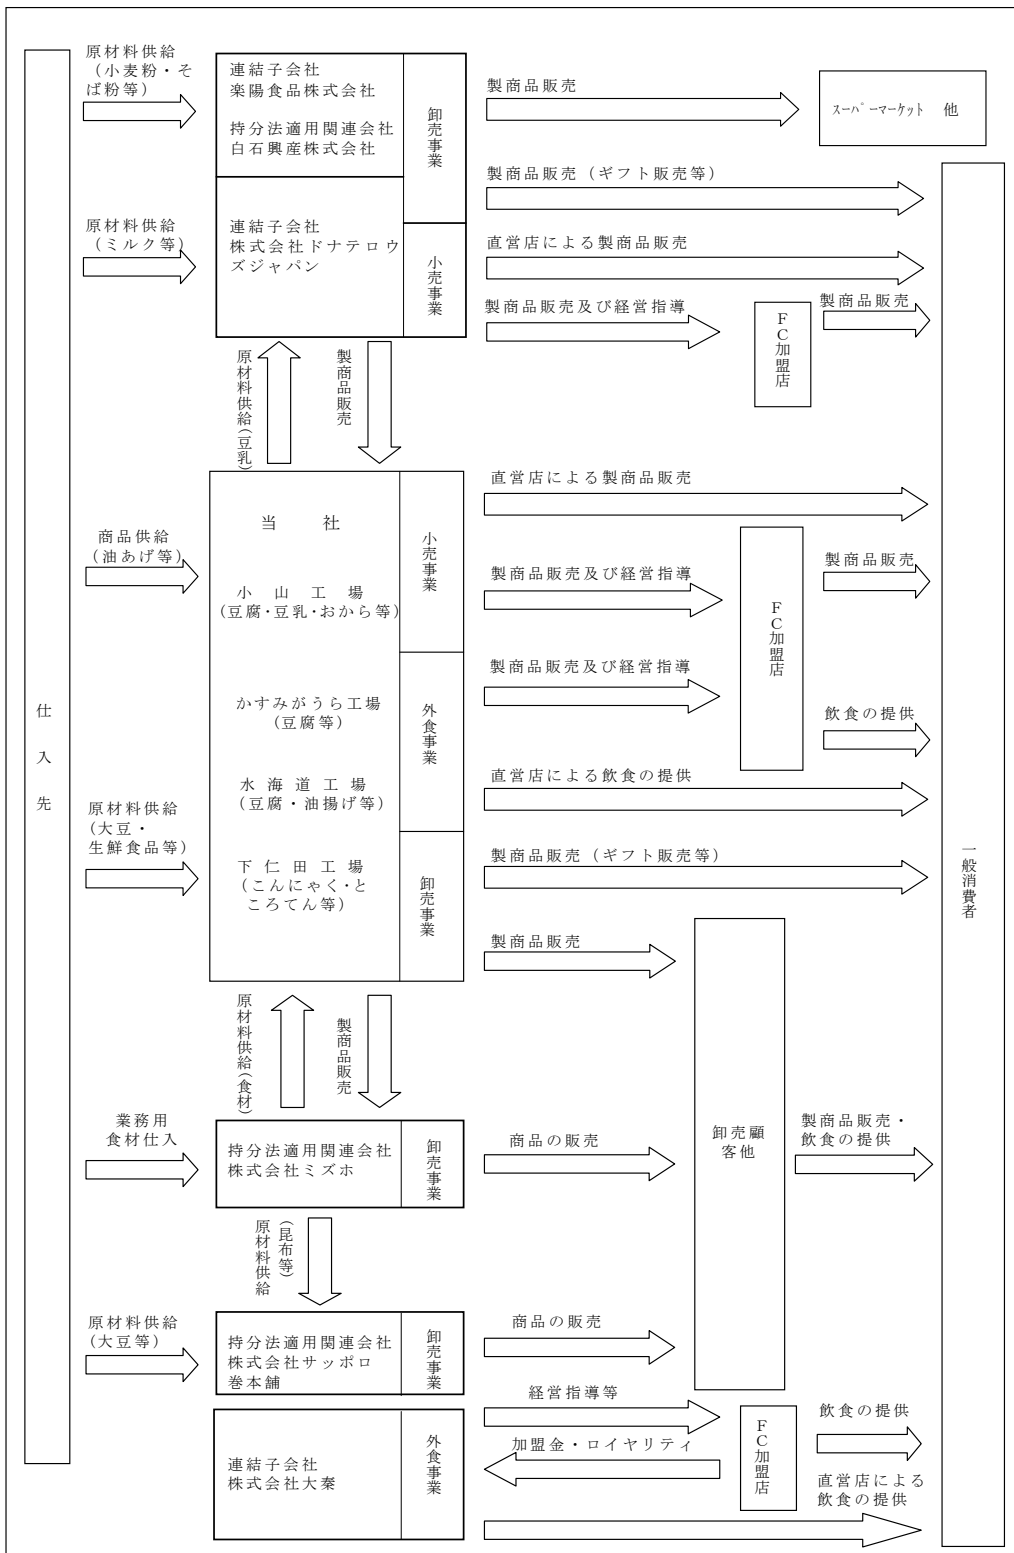 原材料供給
（小麦粉・そ
ば粉等）
連結子会社
楽陽食品株式会社
持分法適用関連会社
白石興産株式会社
卸売事業
製商品販売
スーパーマーケット　他
製商品販売（ギフト販売等）
原材料供給
（ミルク等）
連結子会社
株式会社ドナテロウ
ズジャパン
小売事業
直営店による製商品販売
製商品販売及び経営指導
FC加盟店
製商品販売
原材料供給(豆乳)
製商品販売
当　　社
小売事業
直営店による製商品販売
商品供給
(油あげ等)
小　山　工　場
(豆腐・豆乳・おから等)
製商品販売及び経営指導
FC加盟店
製商品販売
製商品販売及び経営指導
かすみがうら工場
(豆腐等)
外食事業
飲食の提供
仕入先
水　海　道　工　場
(豆腐・油揚げ等)
直営店による飲食の提供
原材料供給
(大豆・
生鮮食品等)
下　仁　田　工　場
(こんにゃく・と
ころてん等)
卸売事業
製商品販売（ギフト販売等）
一般消費者
製商品販売
原材料供給(食材)
製商品販売
業務用
食材仕入
持分法適用関連会社
株式会社ミズホ
卸売事業
商品の販売
卸売顧
客他
製商品販売・
飲食の提供
原材料供給
(昆布等)
原材料供給
(大豆等)
持分法適用関連会社
株式会社サッポロ
巻本舗
卸売事業
商品の販売
連結子会社
株式会社大秦
外食事業
経営指導等
加盟金・ロイヤリティ
FC加盟店
飲食の提供
直営店による
飲食の提供